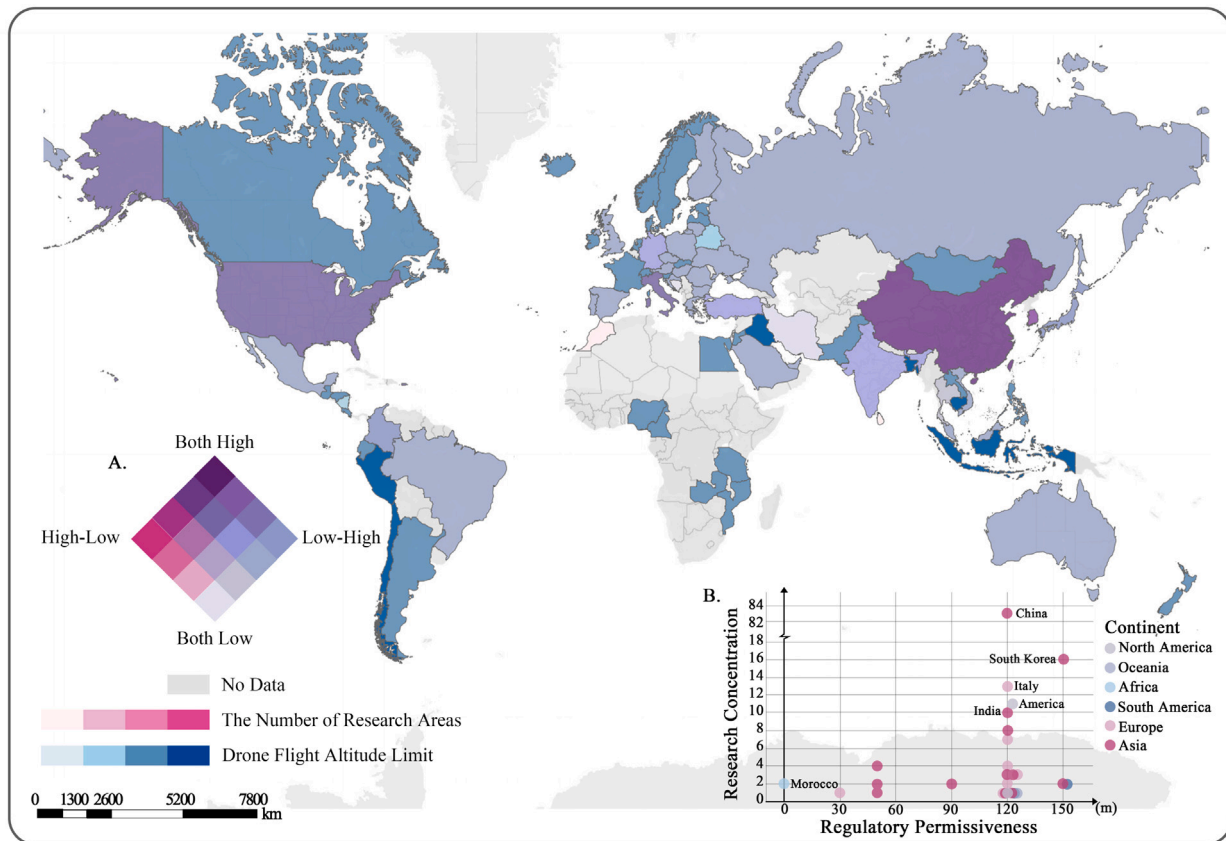 Both High
A.
High-Low
Low-High
Both Low
No Data
The Number of Research Areas
Drone Flight Altitude Limit
0 1300 2600 5200 7800
km
B.
Research Concentration
84
82
18
16
14
12
10
8
6
4
2
0
China
South Korea
Italy
America
India
Morocco
0 30 60 90 120 150 (m)
Regulatory Permissiveness
Continent
North America
Oceania
Africa
South America
Europe
Asia